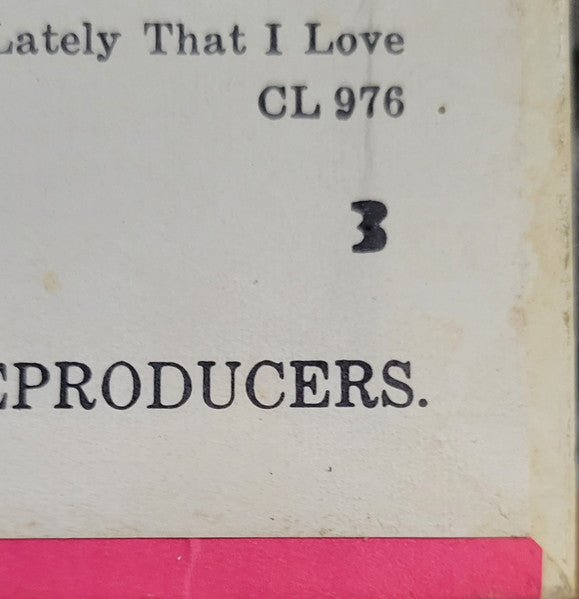 Lately That I Love
CL 976
3
EPRODUCERS.